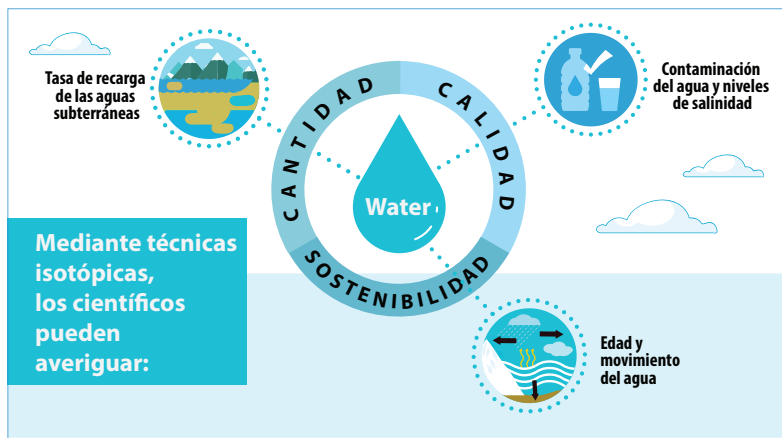 Tasa de recarga
de las aguas
subterráneas
CANTIDAD
CALIDAD
SOSTENIBILIDAD
Water
Contaminación
del agua y niveles
de salinidad
Mediante técnicas
isotópicas,
los científicos
pueden
averiguar:
Edad y
movimiento
del agua